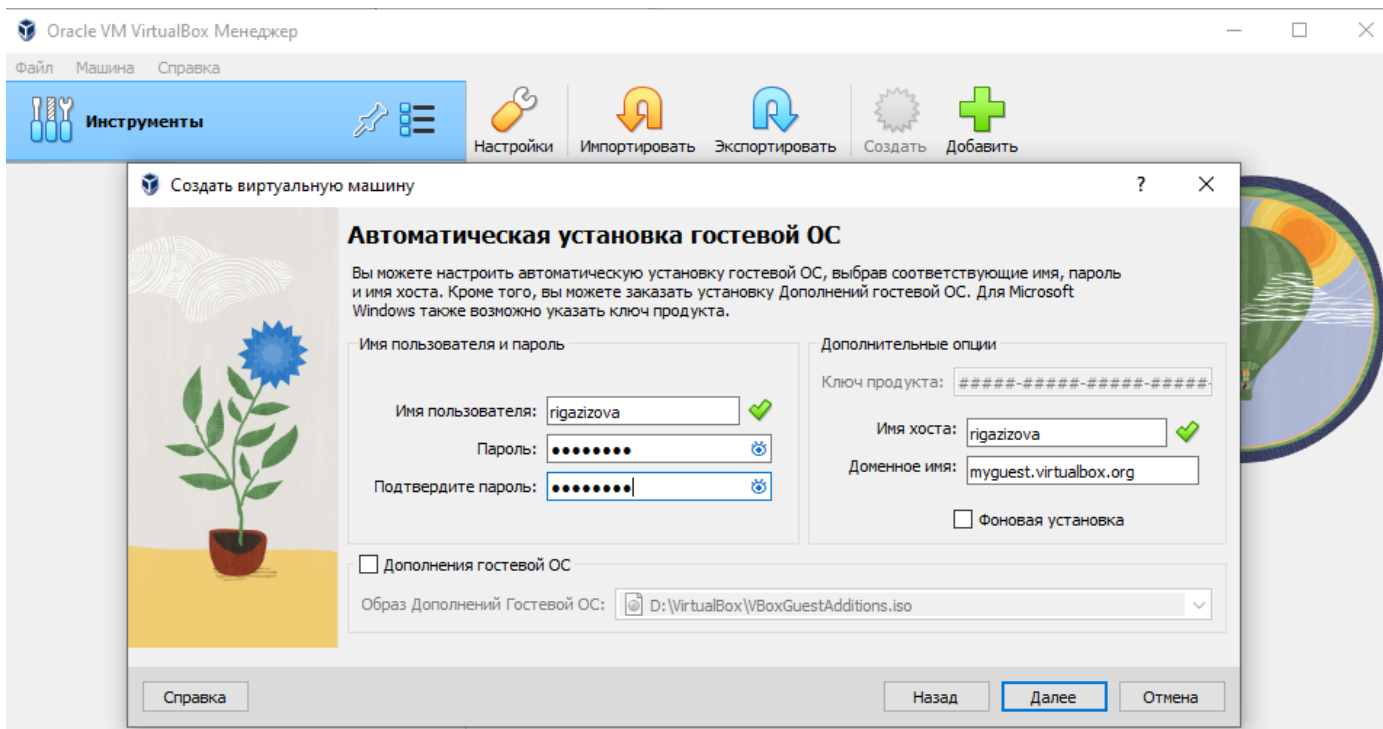 Oracle VM VirtualBox Менеджер
Файл Машина Справка
Инструменты
Настройки Импортировать Экспортировать Создать Добавить
Создать виртуальную машину
?
Автоматическая установка гостевой ОС
Вы можете настроить автоматическую установку гостевой ОС, выбрав соответствующие имя, пароль
и имя хоста. Кроме того, вы можете заказать установку Дополнений гостевой ОС. Для Microsoft
Windows также возможно указать ключ продукта.
Имя пользователя и пароль
Имя пользователя: rigazizova
Пароль: ●●●●●●●●
Подтвердите пароль: ●●●●●●●●
Дополнительные опции
Ключ продукта: #####-#####-#####-#####-
Имя хоста: rigazizova
Доменное имя: myguest.virtualbox.org
Фоновая установка
Дополнения гостевой ОС
Образ Дополнений Гостевой ОС: D:\VirtualBox\VBoxGuestAdditions.iso
Справка Назад Далее Отмена